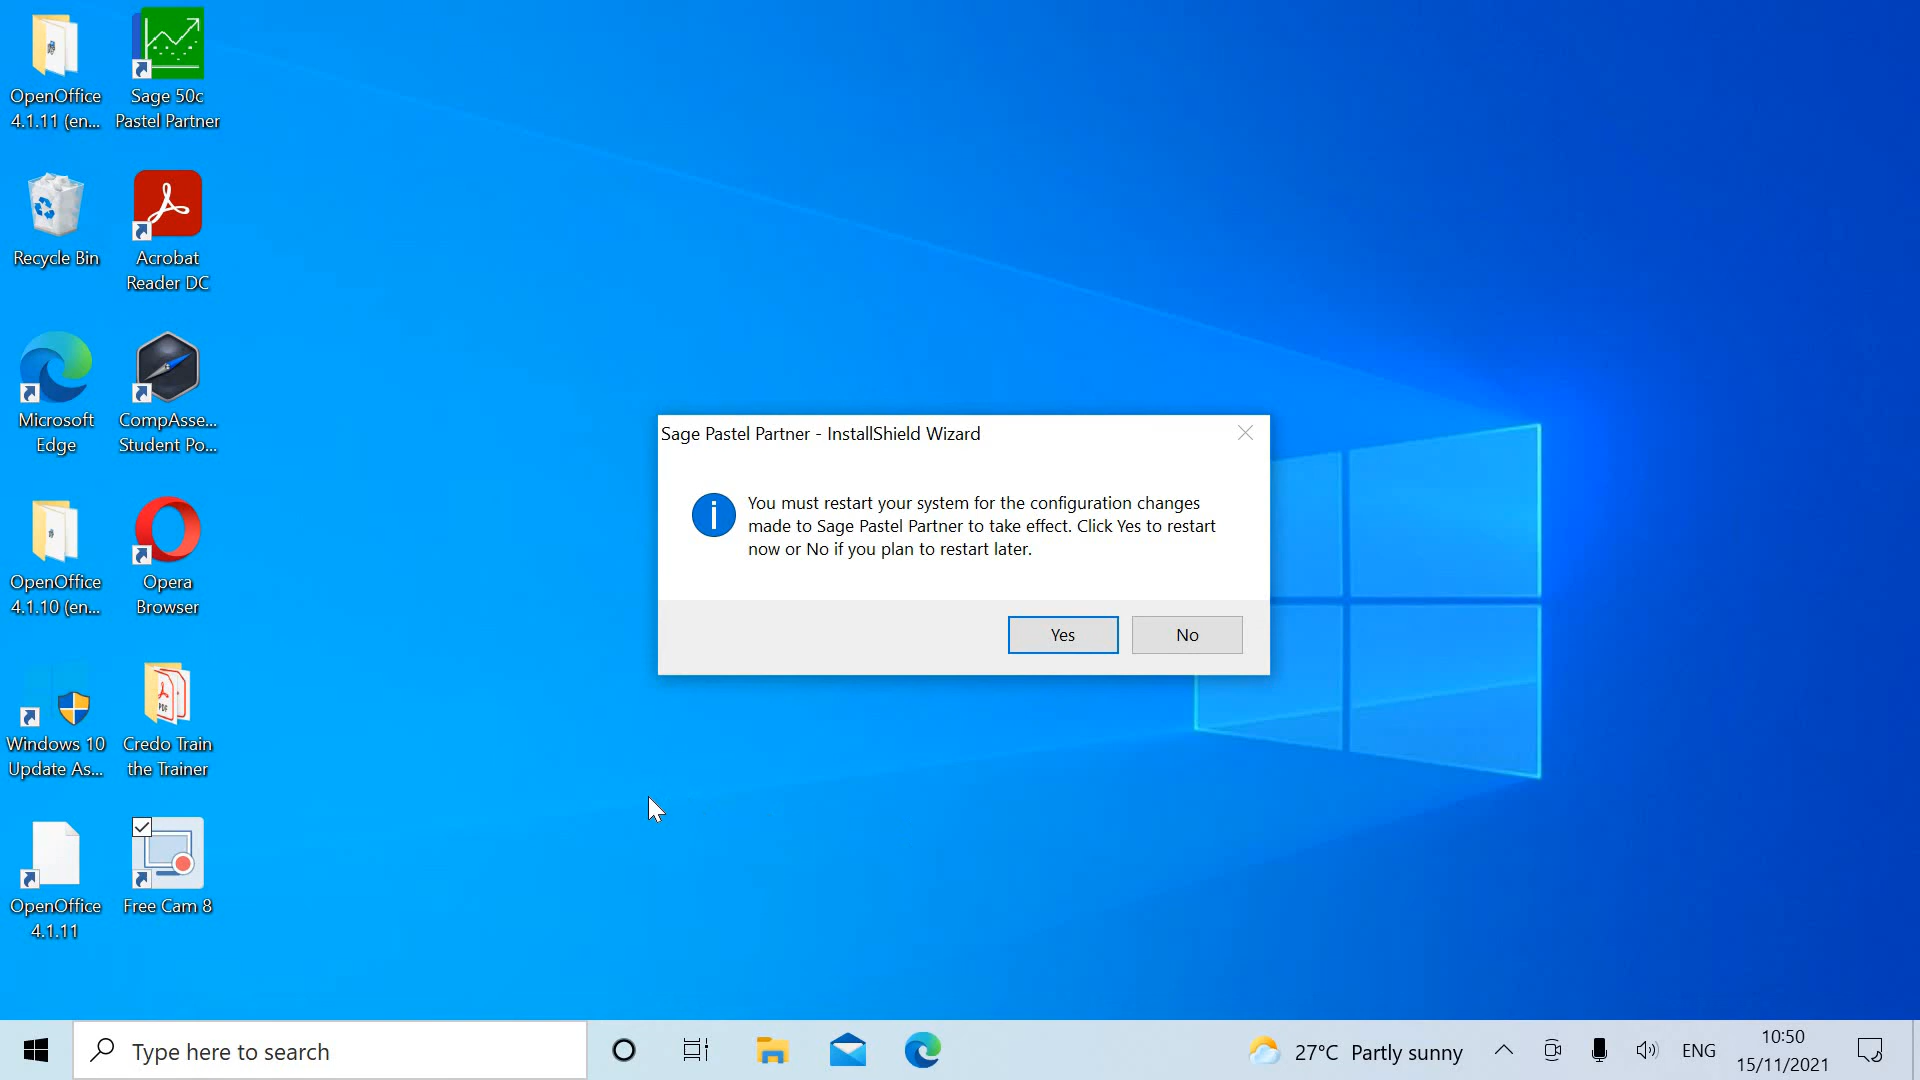 OpenOffice
4.1.11 (en...
Sage 50c
Pastel Partner
Recycle Bin
Acrobat
Reader DC
Microsoft
Edge
CompAsse...
Student Po...
OpenOffice
4.1.10 (en...
Opera
Browser
Windows 10
Update As...
Credo Train
the Trainer
PDF
OpenOffice
4.1.11
Free Cam 8
Sage Pastel Partner - InstallShield Wizard
You must restart your system for the configuration changes
made to Sage Pastel Partner to take effect. Click Yes to restart
now or No if you plan to restart later.
Yes
No
Type here to search
27°C Partly sunny
ENG
10:50
15/11/2021